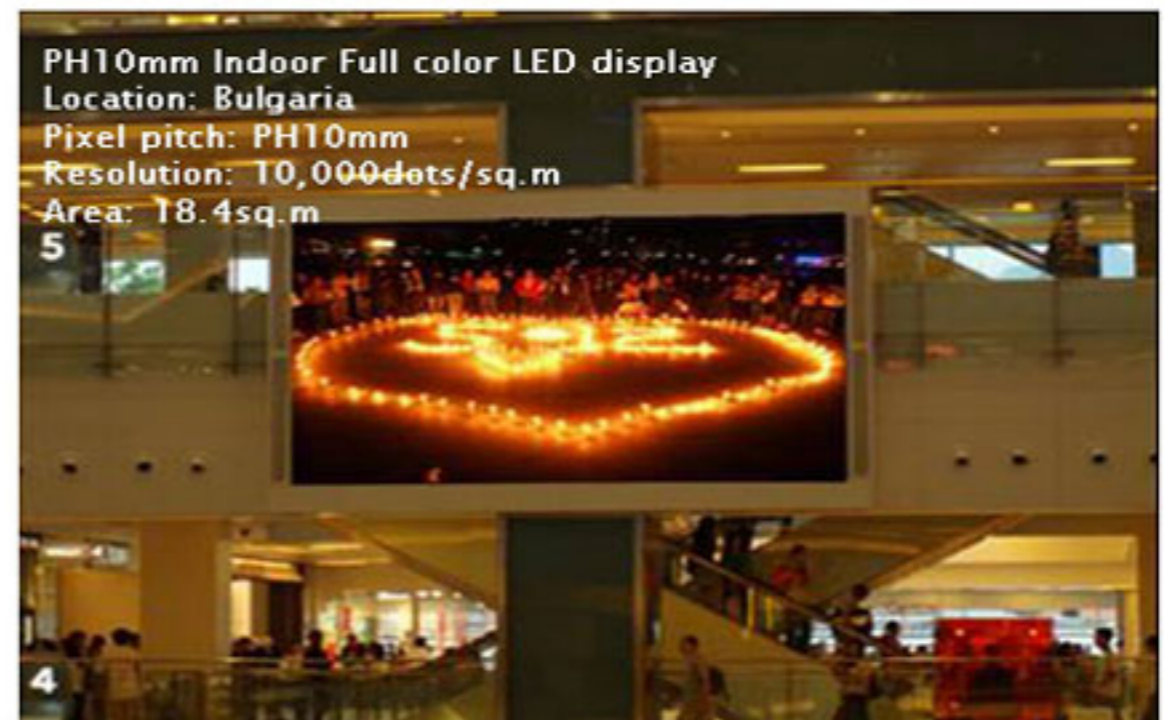 PH10mm Indoor Full color LED display
Location: Bulgaria
Pixel pitch: PH10mm
Resolution: 10,000dots/sq.m
Area: 18.4sq.m
5
4